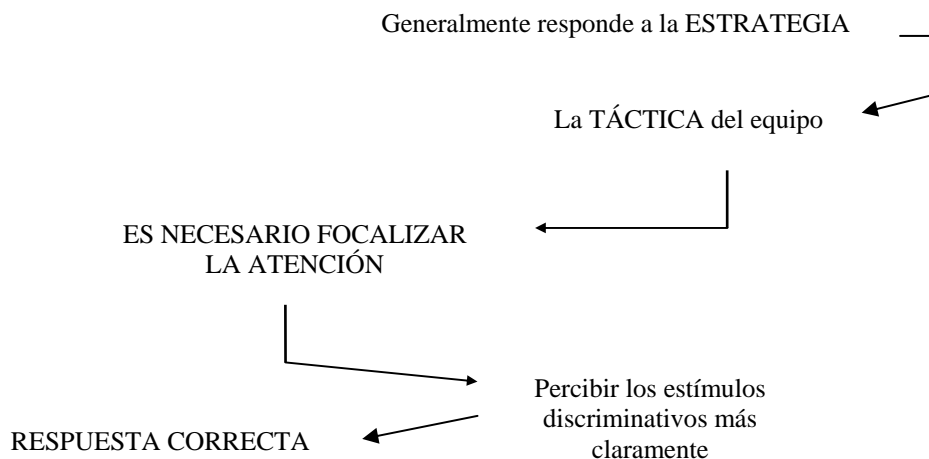 Generalmente responde a la ESTRATEGIA
La TÁCTICA del equipo
ES NECESARIO FOCALIZAR
LA ATENCIÓN
Percibir los estímulos
discriminativos más
claramente
RESPUESTA CORRECTA